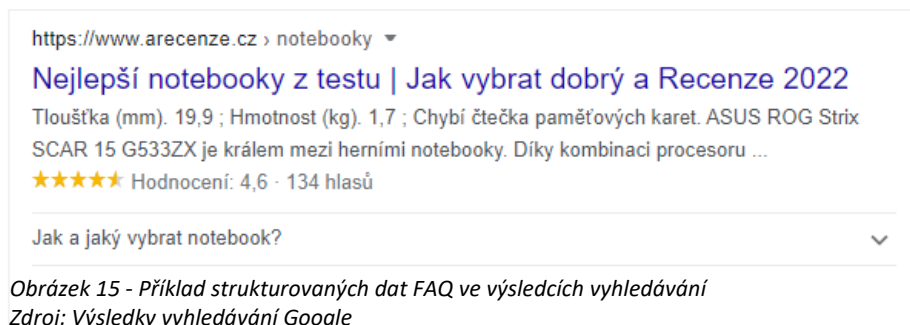 https://www.arecenze.cz › notebooky
Nejlepší notebooky z testu | Jak vybrat dobrý a Recenze 2022
Tloušťka (mm). 19,9 ; Hmotnost (kg). 1,7 ; Chybí čtečka paměťových karet. ASUS ROG Strix
SCAR 15 G533ZX je králem mezi herními notebooky. Díky kombinaci procesoru ...
Hodnocení: 4,6 · 134 hlasů
Jak a jaký vybrat notebook?
Obrázek 15 - Příklad strukturovaných dat FAQ ve výsledcích vyhledávání
Zdroj: Výsledky vyhledávání Google